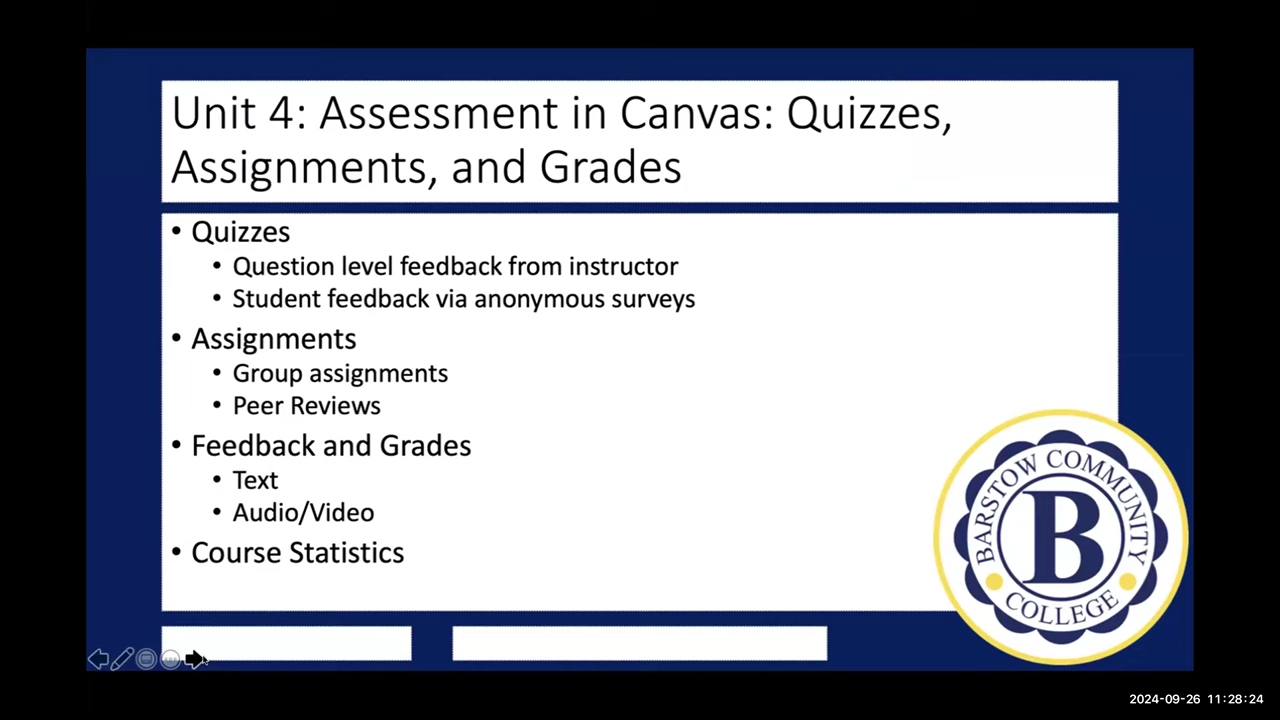 Unit 4: Assessment in Canvas: Quizzes,
Assignments, and Grades
• Quizzes
• Question level feedback from instructor
• Student feedback via anonymous surveys
• Assignments
• Group assignments
• Peer Reviews
• Feedback and Grades
• Text
• Audio/Video
• Course Statistics
BARSTOW COMMUNITY
B
COLLEGE
2024-09-26 11:28:24